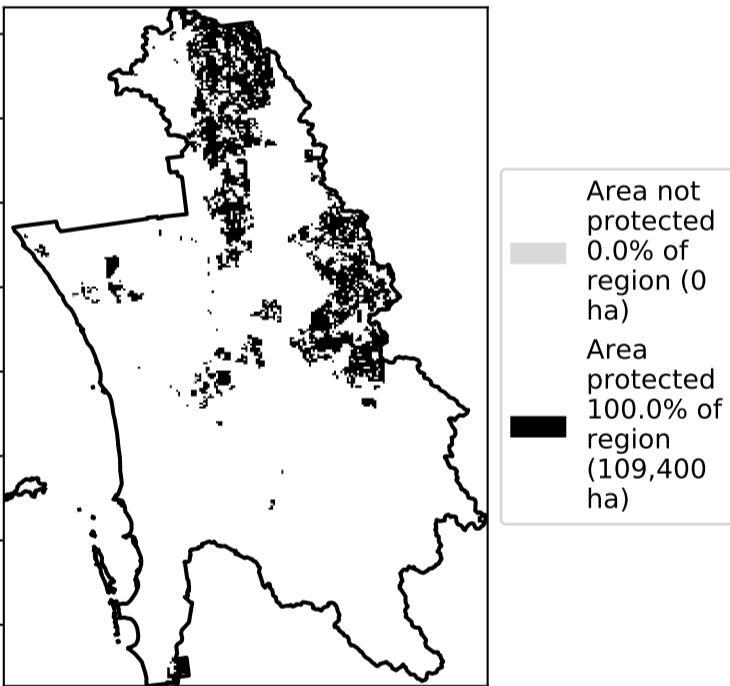 Area not
protected
0.0% of
region (0
ha)
Area
protected
100.0% of
region
(109,400
ha)